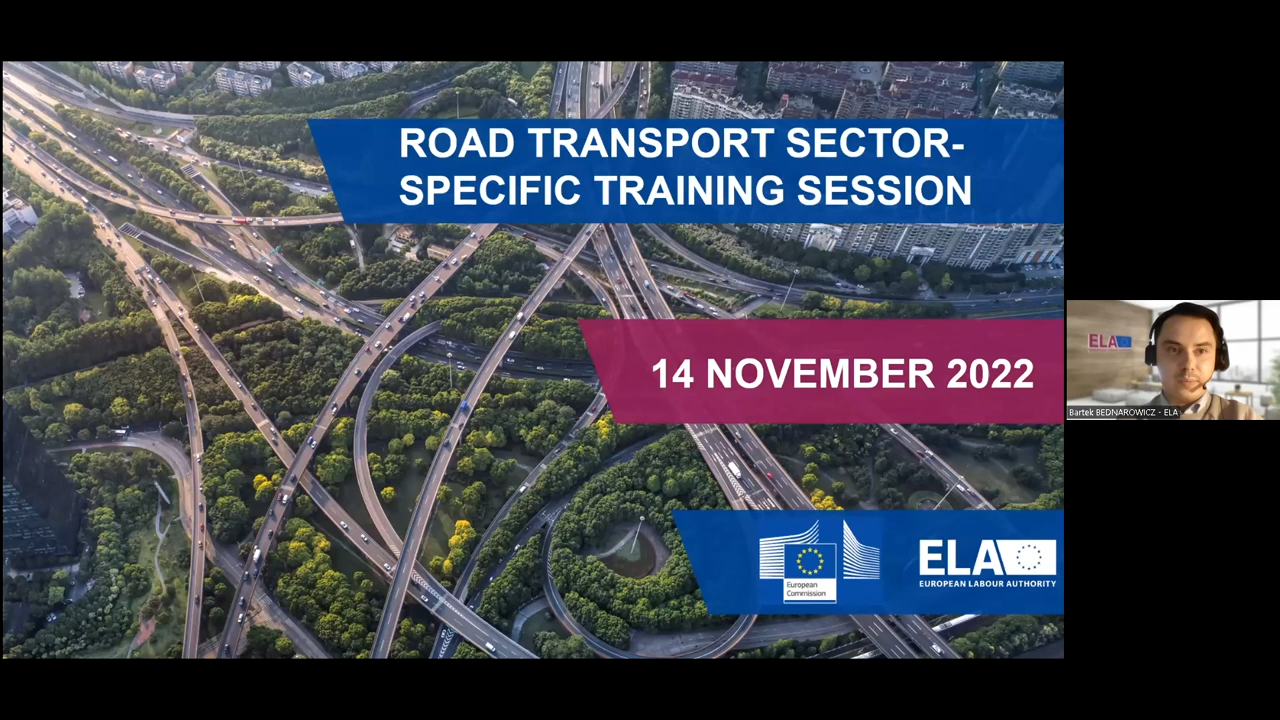 ROAD TRANSPORT SECTOR-
SPECIFIC TRAINING SESSION
14 NOVEMBER 2022
European
Commission
ELA
EUROPEAN LABOUR AUTHORITY
ELA
Bartek BEDNAROWICZ - ELA